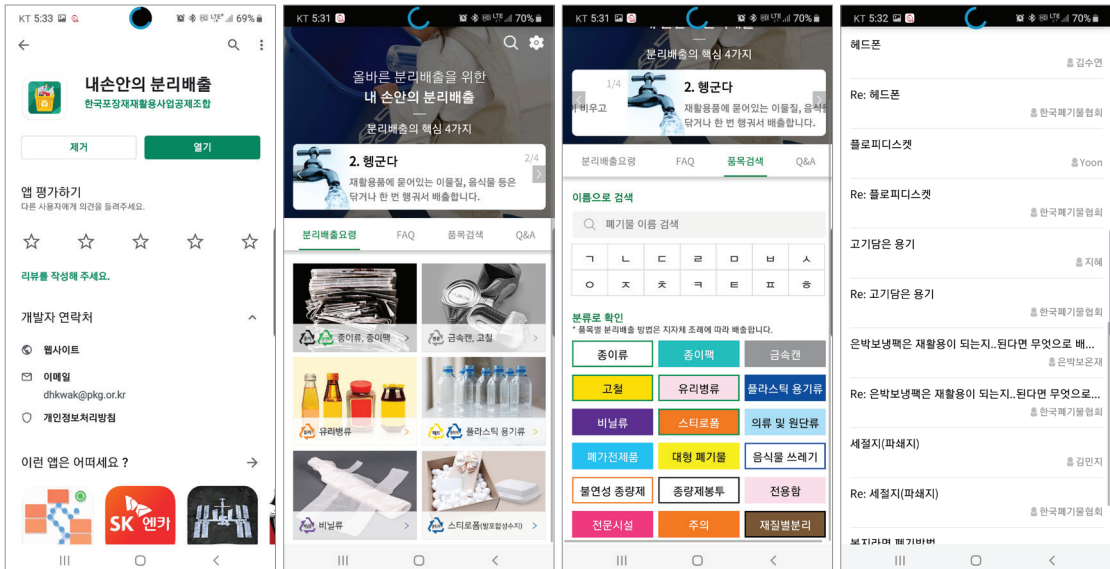 KT 5:33 69%
내손안의 분리배출
한국포장재재활용사업공제조합
제거
열기
앱 평가하기
다른 사용자에게 의견을 들려주세요.
리뷰를 작성해 주세요.
개발자 연락처
웹사이트
이메일
dhkwak@pkg.or.kr
개인정보처리방침
이런 앱은 어떠세요 ?
SK 엔카
KT 5:31 LTE 70%
올바른 분리배출을 위한
내 손안의 분리배출
분리배출의 핵심 4가지
2. 헹군다
2/4
재활용품에 묻어있는 이물질, 음식물 등은
닦거나 한 번 헹궈서 배출합니다.
분리배출요령 FAQ 품목검색 Q&A
종이류, 종이팩
금속캔, 고철
유리병류
플라스틱 용기류
비닐류
스티로폼(발포합성수지)
KT 5:31 LTE 70%
분리배출의 핵심 4가지
1/4
2. 헹군다
비우고
재활용품에 묻어있는 이물질, 음식
닦거나 한 번 헹궈서 배출합니다.
분리배출요령 FAQ 품목검색 Q&A
이름으로 검색
폐기물 이름 검색
ㄱ ㄴ ㄷ ㄹ ㅁ ㅂ ㅅ
ㅇ ㅈ ㅊ ㅋ ㅌ ㅍ ㅎ
분류로 확인
* 품목별 분리배출 방법은 지자체 조례에 따라 배출합니다.
종이류 종이팩 금속캔
고철 유리병류 플라스틱 용기류
비닐류 스티로폼 의류 및 원단류
폐가전제품 대형 폐기물 음식물 쓰레기
불연성 종량제 종량제봉투 전용함
전문시설 주의 재질별분리
KT 5:32 LTE 70%
헤드폰
김수연
Re: 헤드폰
한국폐기물협회
플로피디스켓
Yoon
Re: 플로피디스켓
한국폐기물협회
고기담은 용기
지혜
Re: 고기담은 용기
한국폐기물협회
은박보냉팩은 재활용이 되는지..된다면 무엇으로 배...
은박보온재
Re: 은박보냉팩은 재활용이 되는지..된다면 무엇으로...
한국폐기물협회
세절지(파쇄지)
김민지
Re: 세절지(파쇄지)
한국폐기물협회